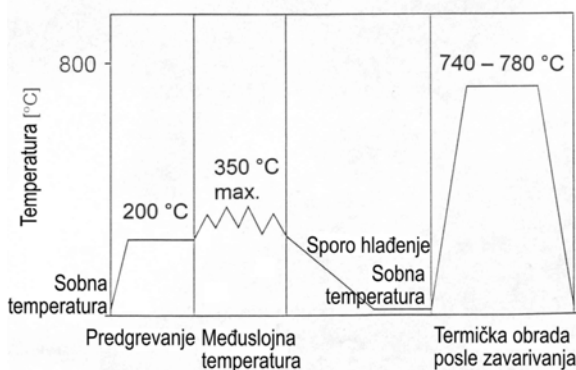 Temperatura [°C]
800
740 – 780 °C
350 °C
max.
200 °C
Sporo hlađenje
Sobna
temperatura
Sobna
temperatura
Predgrevanje
Međuslojna
temperatura
Termička obrada
posle zavarivanja